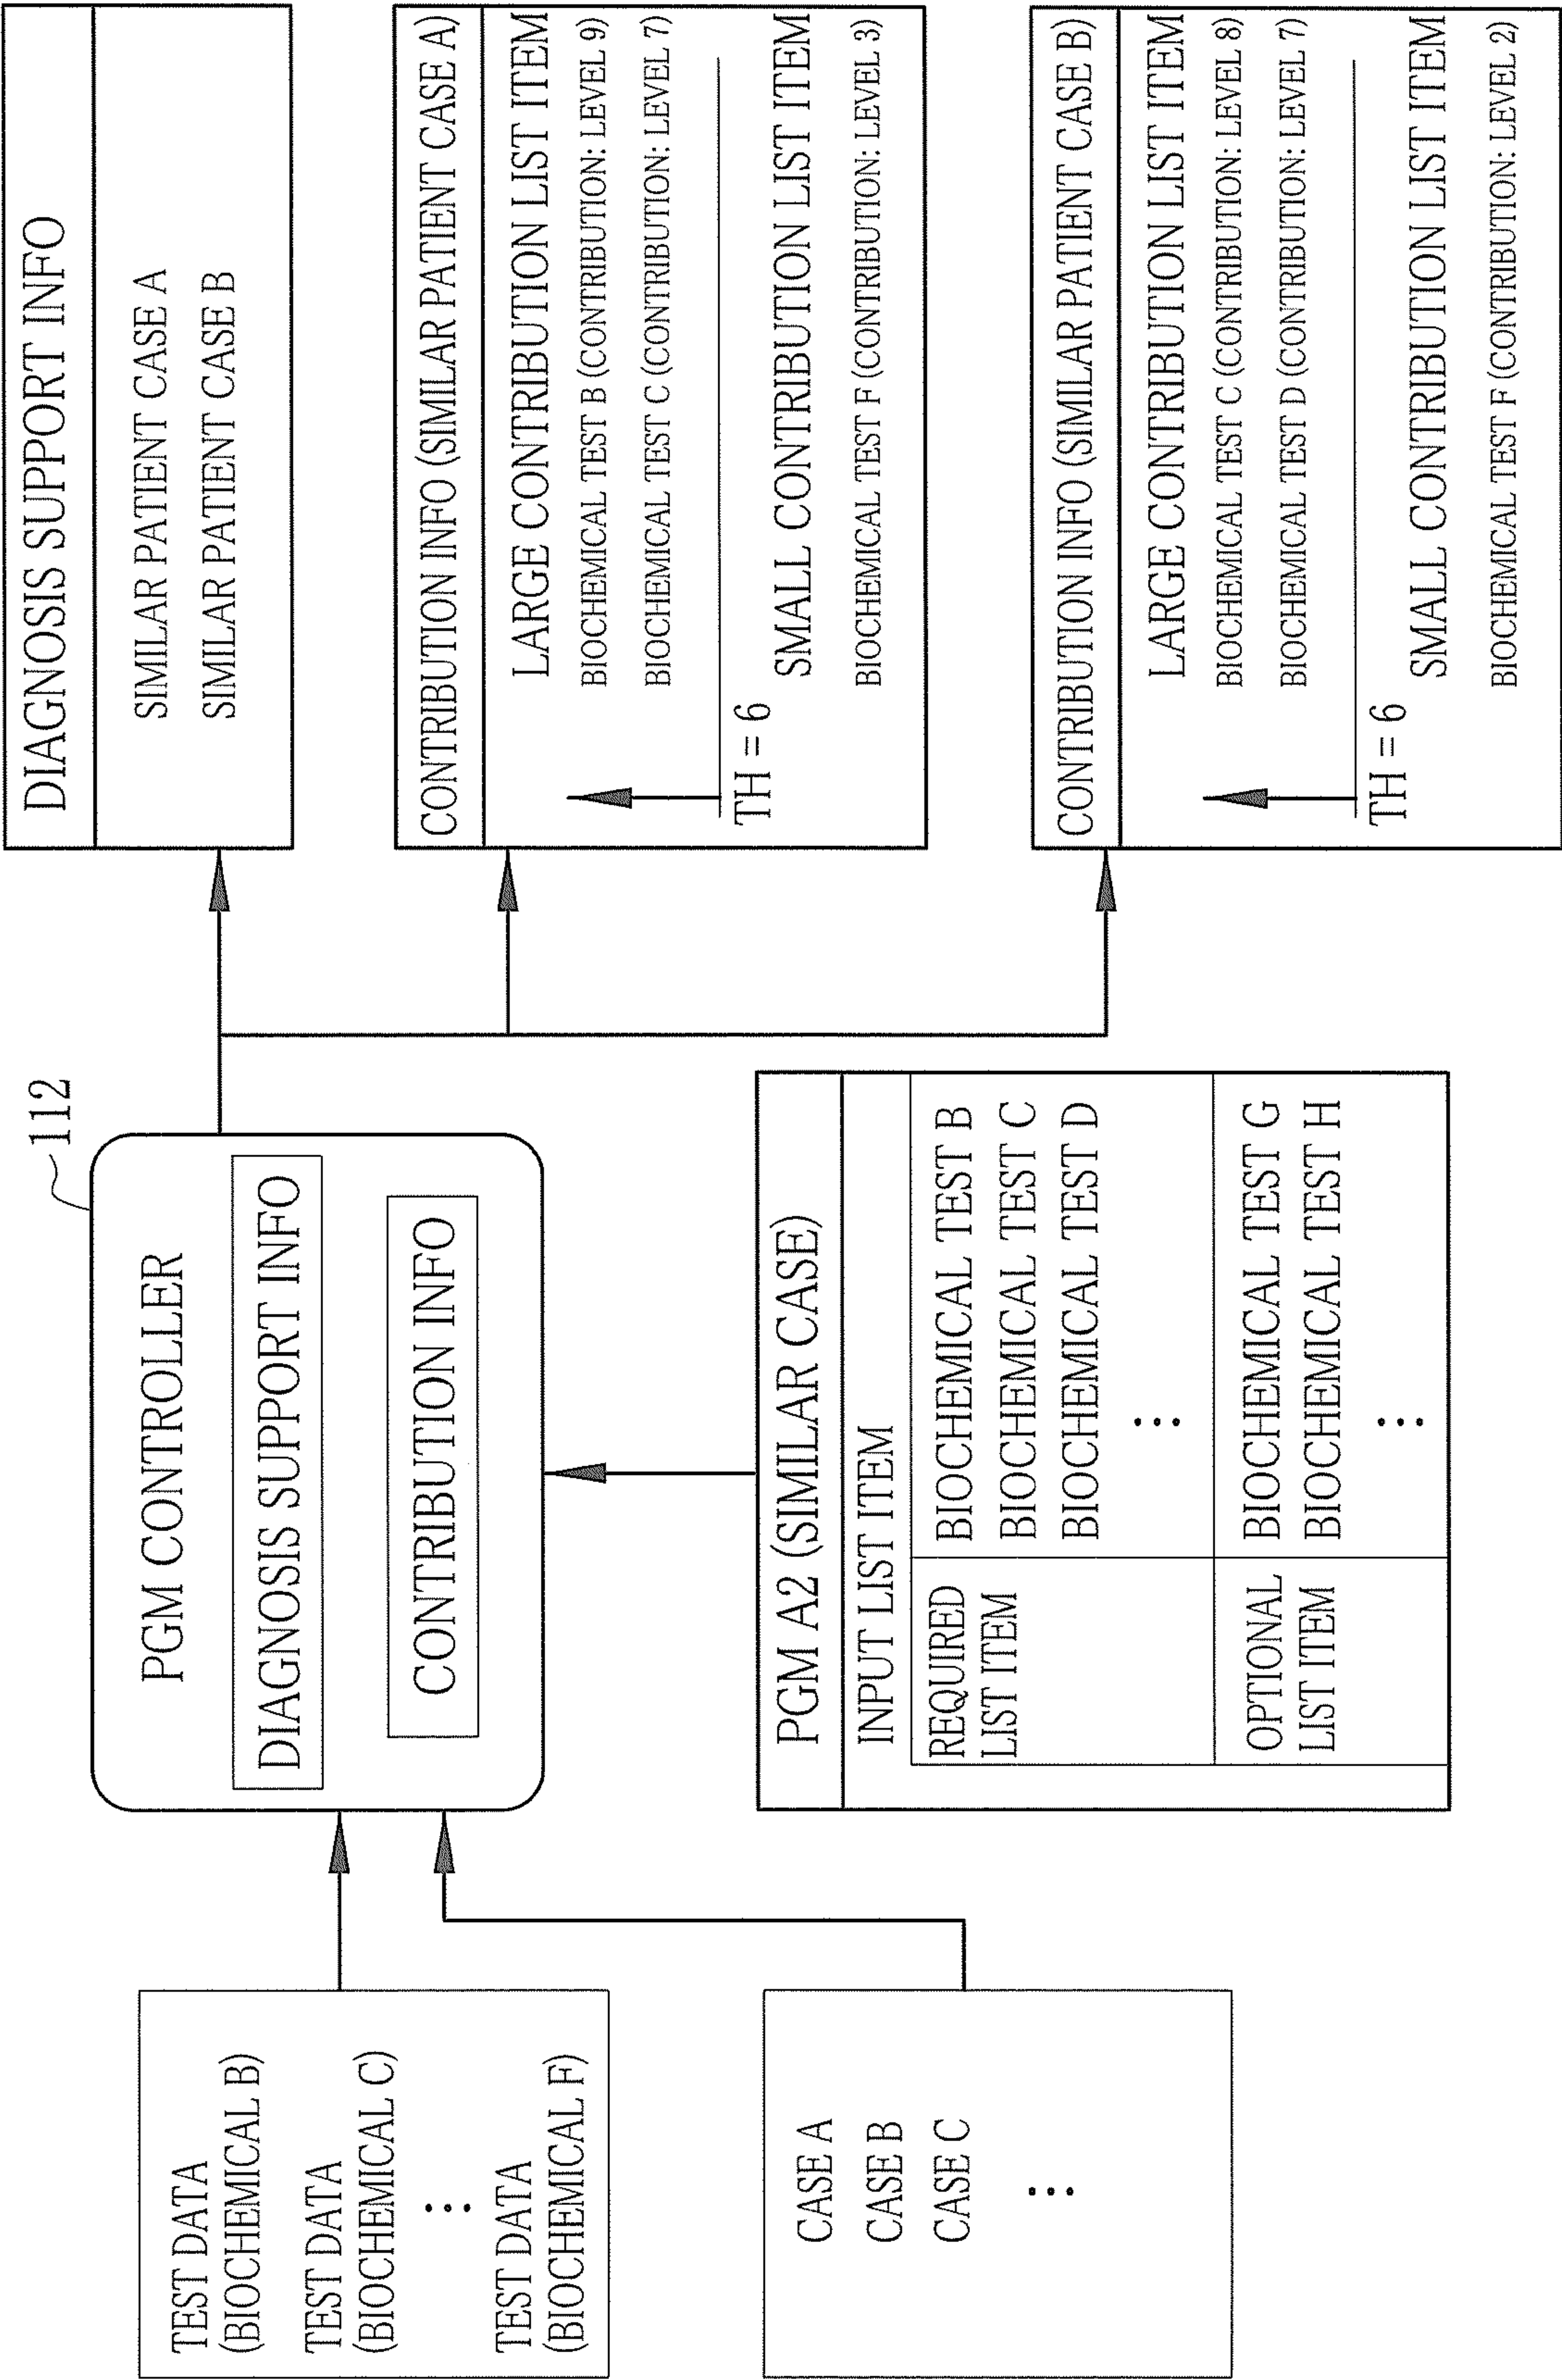 TEST DATA
(BIOCHEMICAL B)
TEST DATA
(BIOCHEMICAL C)
⋮
TEST DATA
(BIOCHEMICAL F)
CASE A
CASE B
CASE C
⋮
112
PGM CONTROLLER
DIAGNOSIS SUPPORT INFO
CONTRIBUTION INFO
PGM A2 (SIMILAR CASE)
INPUT LIST ITEM
REQUIRED
LIST ITEM
BIOCHEMICAL TEST B
BIOCHEMICAL TEST C
BIOCHEMICAL TEST D
⋮
OPTIONAL
LIST ITEM
BIOCHEMICAL TEST G
BIOCHEMICAL TEST H
⋮
DIAGNOSIS SUPPORT INFO
SIMILAR PATIENT CASE A
SIMILAR PATIENT CASE B
CONTRIBUTION INFO (SIMILAR PATIENT CASE A)
LARGE CONTRIBUTION LIST ITEM
BIOCHEMICAL TEST B (CONTRIBUTION: LEVEL 9)
BIOCHEMICAL TEST C (CONTRIBUTION: LEVEL 7)
TH = 6
SMALL CONTRIBUTION LIST ITEM
BIOCHEMICAL TEST F (CONTRIBUTION: LEVEL 3)
CONTRIBUTION INFO (SIMILAR PATIENT CASE B)
LARGE CONTRIBUTION LIST ITEM
BIOCHEMICAL TEST C (CONTRIBUTION: LEVEL 8)
BIOCHEMICAL TEST D (CONTRIBUTION: LEVEL 7)
TH = 6
SMALL CONTRIBUTION LIST ITEM
BIOCHEMICAL TEST F (CONTRIBUTION: LEVEL 2)